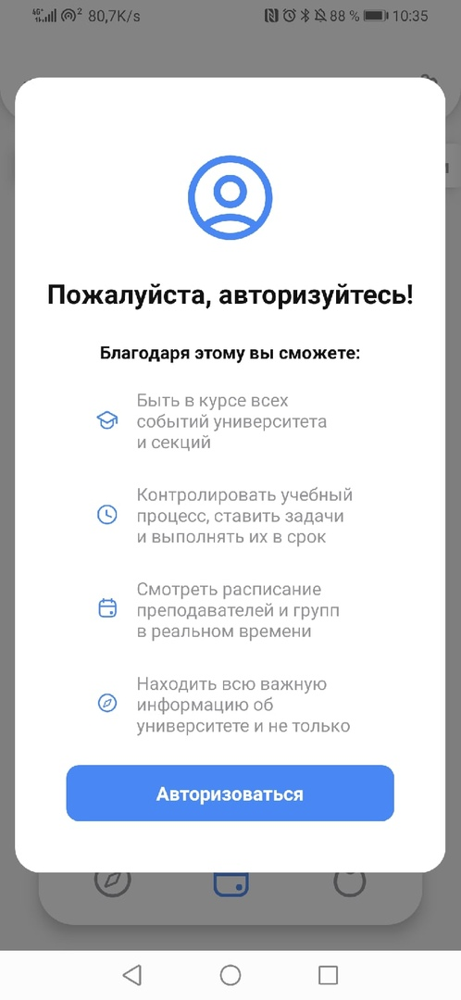 4G+ 2 80,7K/s 88 % 10:35
Пожалуйста, авторизуйтесь!
Благодаря этому вы сможете:
Быть в курсе всех
событий университета
и секций
Контролировать учебный
процесс, ставить задачи
и выполнять их в срок
Смотреть расписание
преподавателей и групп
в реальном времени
Находить всю важную
информацию об
университете и не только
Авторизоваться